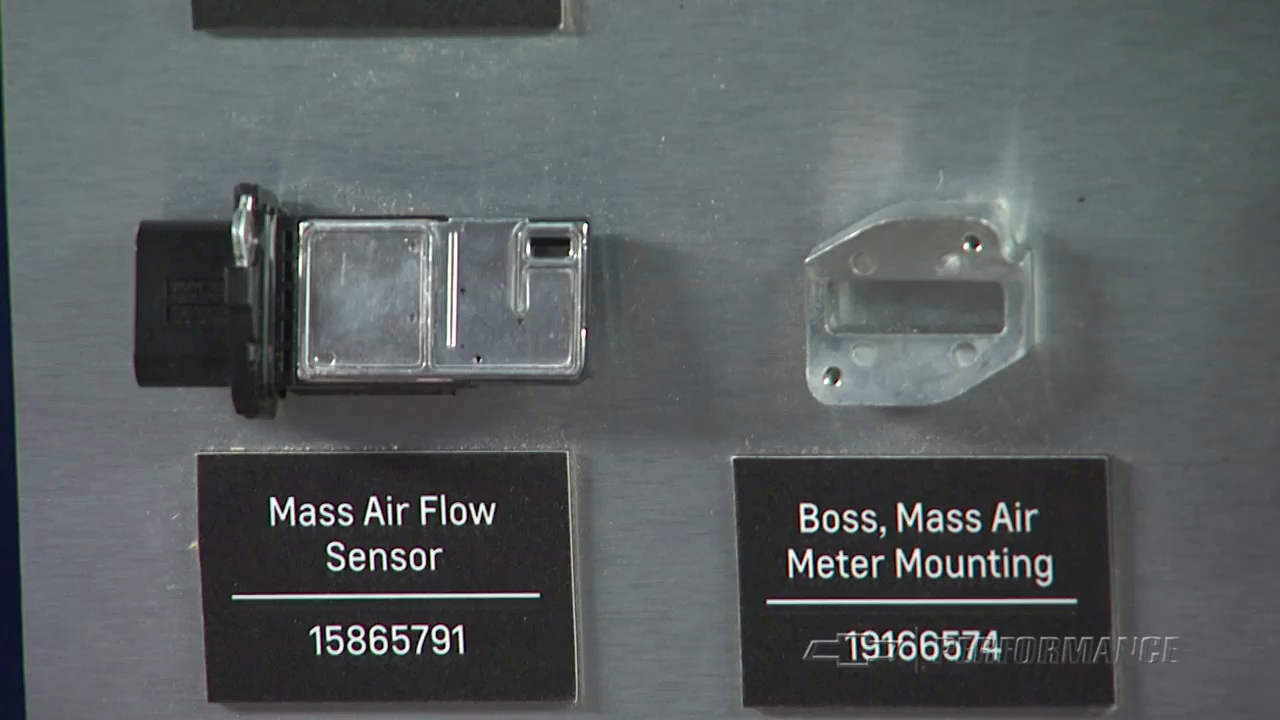 Mass Air Flow
Sensor
15865791
Boss, Mass Air
Meter Mounting
19166574
PERFORMANCE